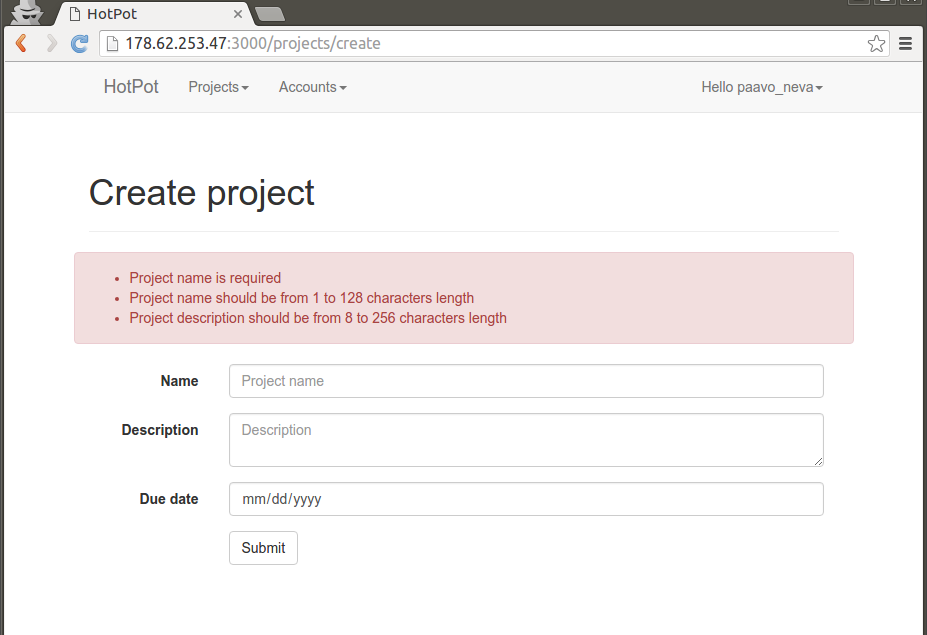 HotPot
178.62.253.47:3000/projects/create
HotPot Projects Accounts Hello paavo_neva
Create project
Project name is required
Project name should be from 1 to 128 characters length
Project description should be from 8 to 256 characters length
Name Project name
Description Description
Due date mm/dd/yyyy
Submit